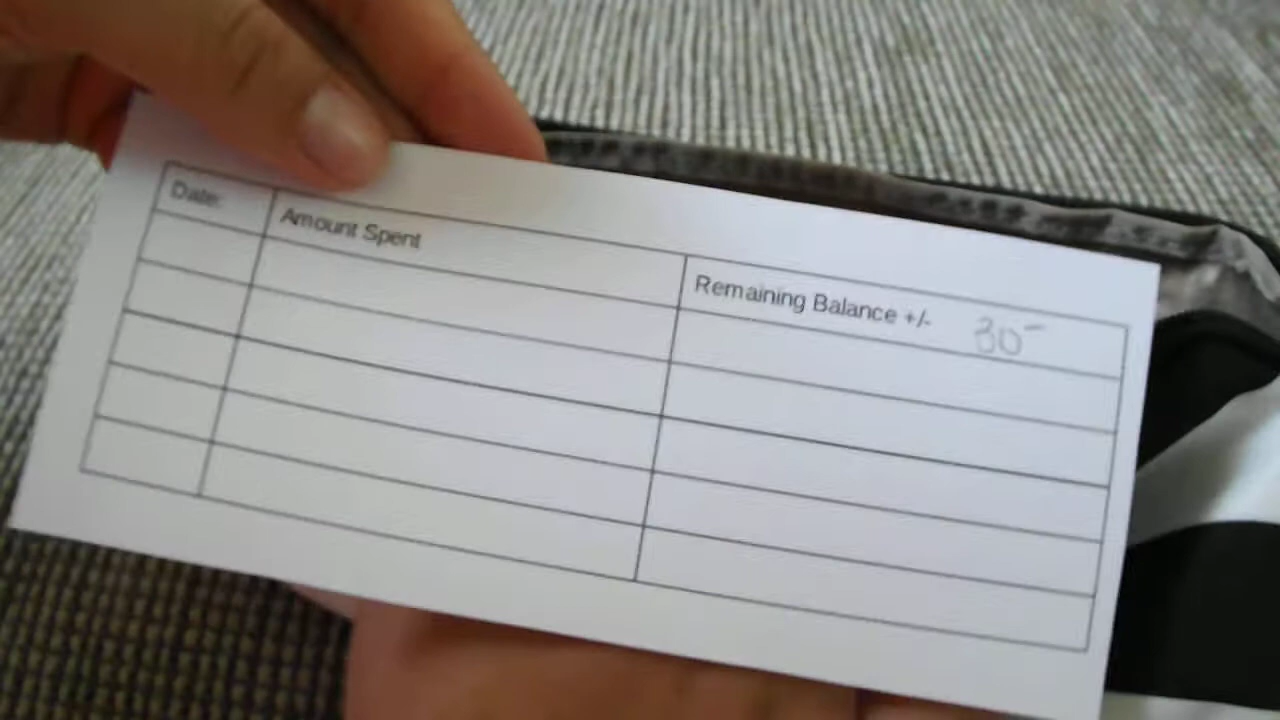 Date:
Amount Spent
Remaining Balance +/- 30-